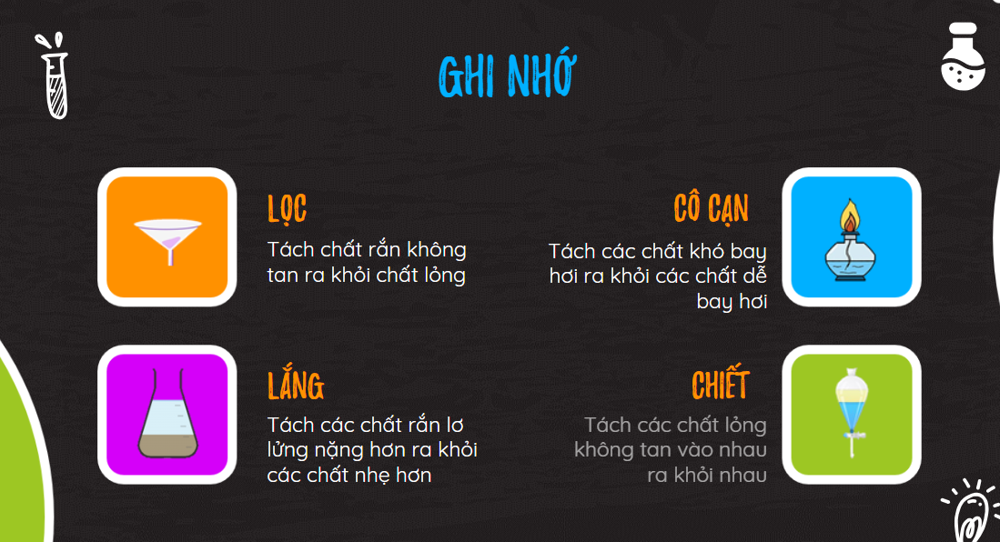 GHI NHỚ
LỌC
Tách chất rắn không
tan ra khỏi chất lỏng
CÔ CẠN
Tách các chất khó bay
hơi ra khỏi các chất dễ
bay hơi
LẮNG
Tách các chất rắn lơ
lửng nặng hơn ra khỏi
các chất nhẹ hơn
CHIẾT
Tách các chất lỏng
không tan vào nhau
ra khỏi nhau